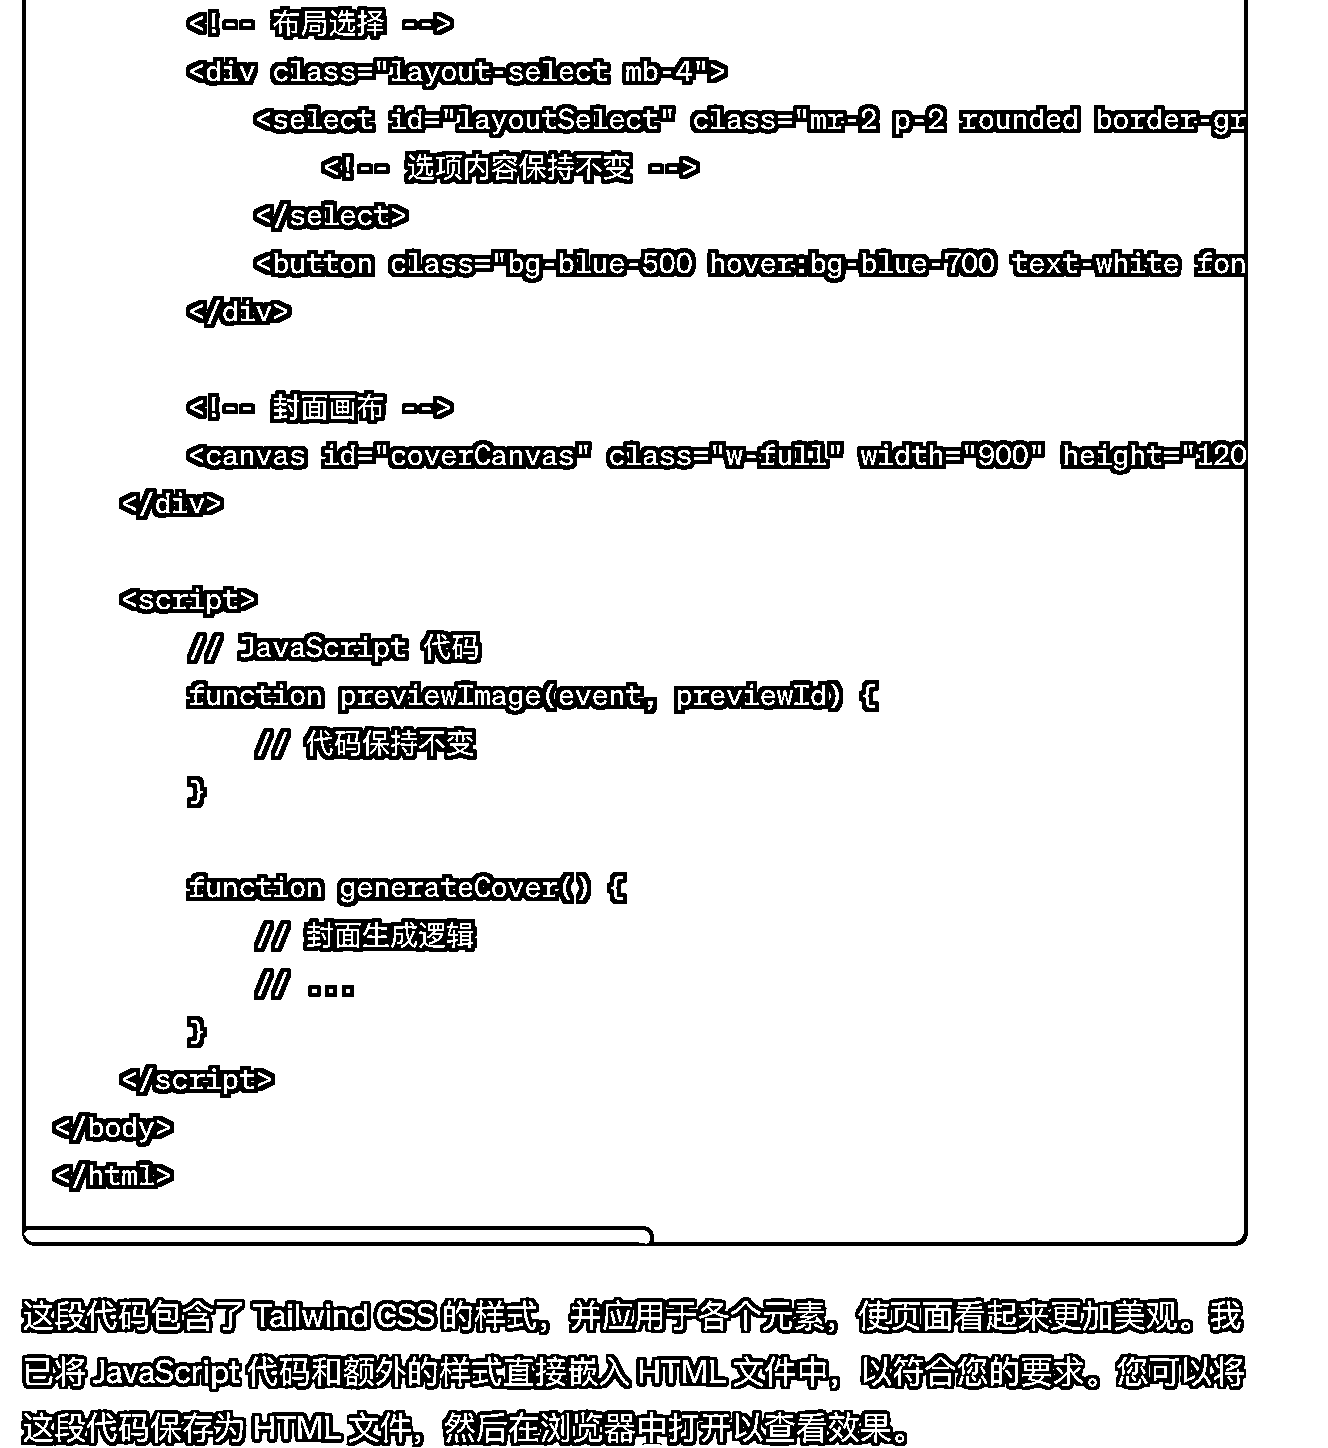 <!-- 布局选择 -->
<div class="layout-select mb-4">
<select id="layoutSelect" class="mr-2 p-2 rounded border-gr
<!-- 选项内容保持不变 -->
</select>
<button class="bg-blue-500 hover:bg-blue-700 text-white fon
</div>
<!-- 封面画布 -->
<canvas id="coverCanvas" class="w-full" width="900" height="120
</div>
<script>
// JavaScript 代码
function previewImage(event, previewId) {
// 代码保持不变
}
function generateCover() {
// 封面生成逻辑
// ...
}
</script>
</body>
</html>
这段代码包含了 Tailwind CSS 的样式，并应用于各个元素，使页面看起来更加美观。我
已将 JavaScript 代码和额外的样式直接嵌入 HTML 文件中，以符合您的要求。您可以将
这段代码保存为 HTML 文件，然后在浏览器中打开以查看效果。